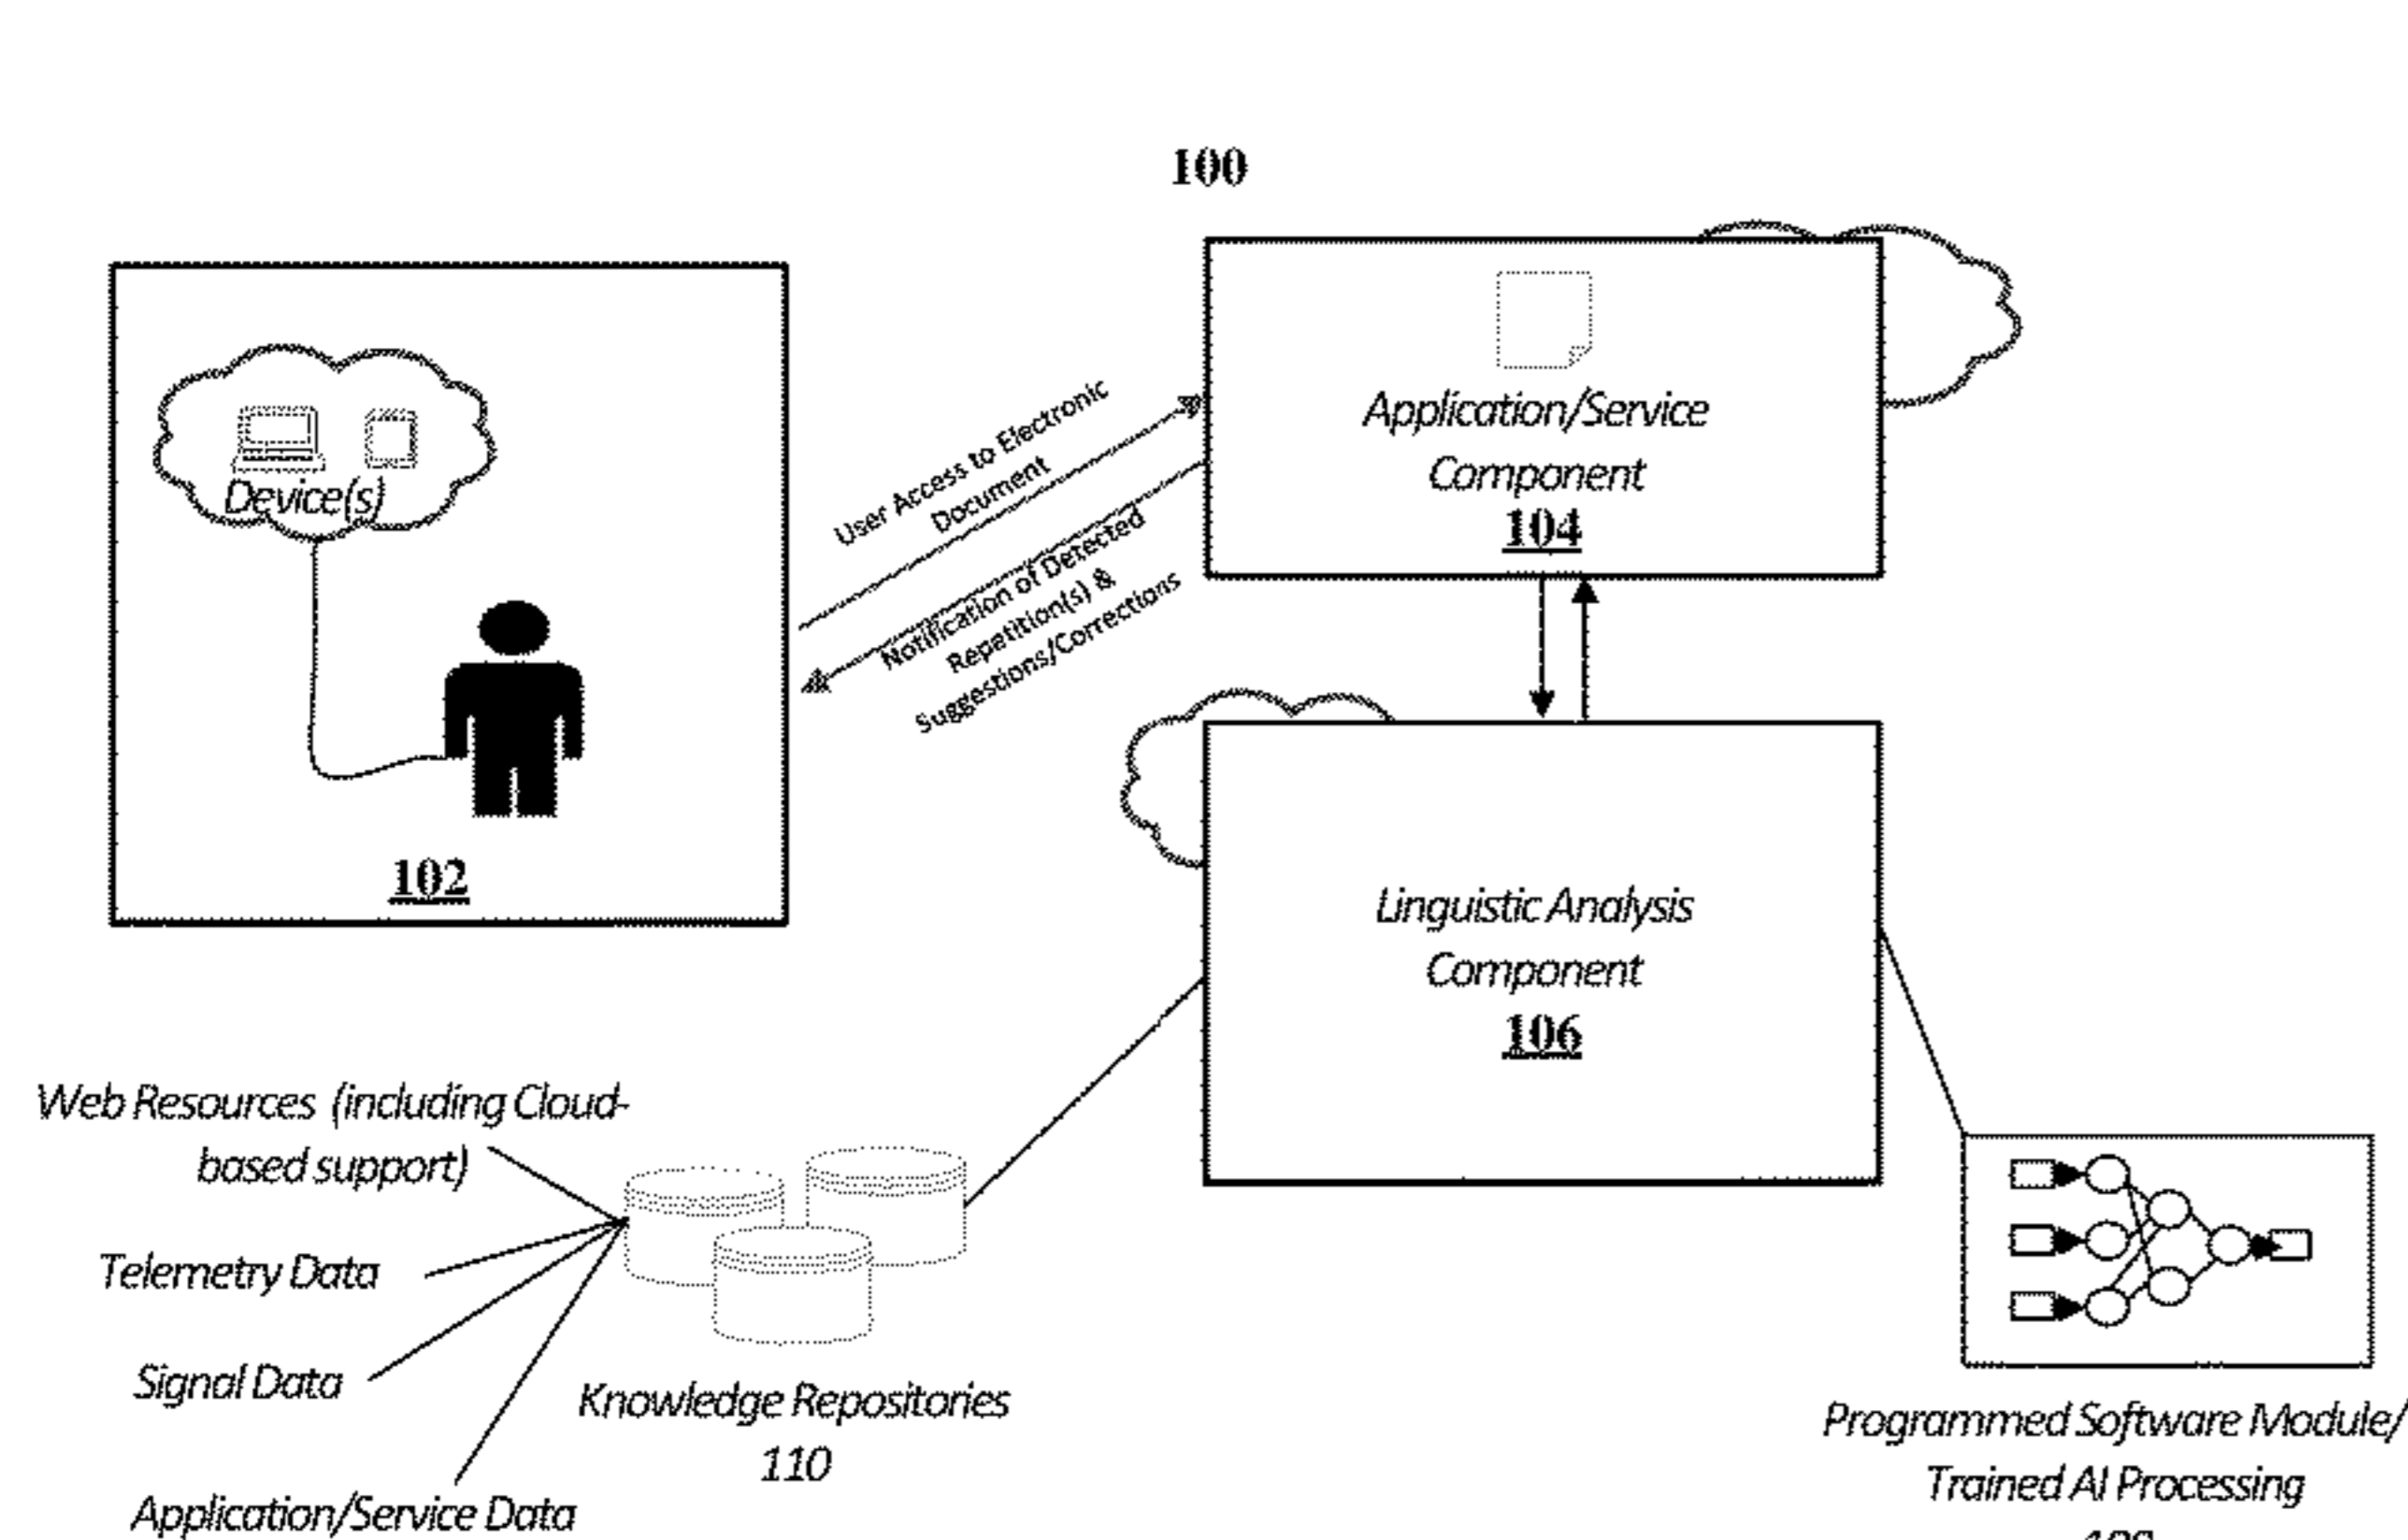 100
Device(s)
102
User Access to Electronic
Document
Notification of Detected
Repetition(s) &
Suggestions/Corrections
Application/Service
Component
104
Linguistic Analysis
Component
106
Web Resources (including Cloud-
based support)
Telemetry Data
Signal Data
Application/Service Data
Knowledge Repositories
110
Programmed Software Module/
Trained AI Processing